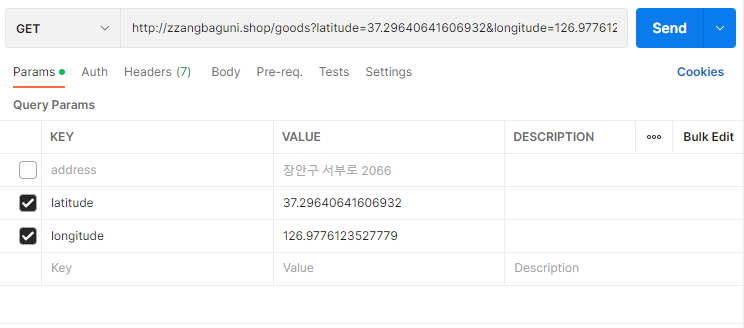 GET http://zzangbaguni.shop/goods?latitude=37.29640641606932&longitude=126.977612 Send
Params Auth Headers (7) Body Pre-req. Tests Settings Cookies
Query Params
KEY VALUE DESCRIPTION ooo Bulk Edit
address 장안구 서부로 2066
latitude 37.29640641606932
longitude 126.9776123527779
Key Value Description